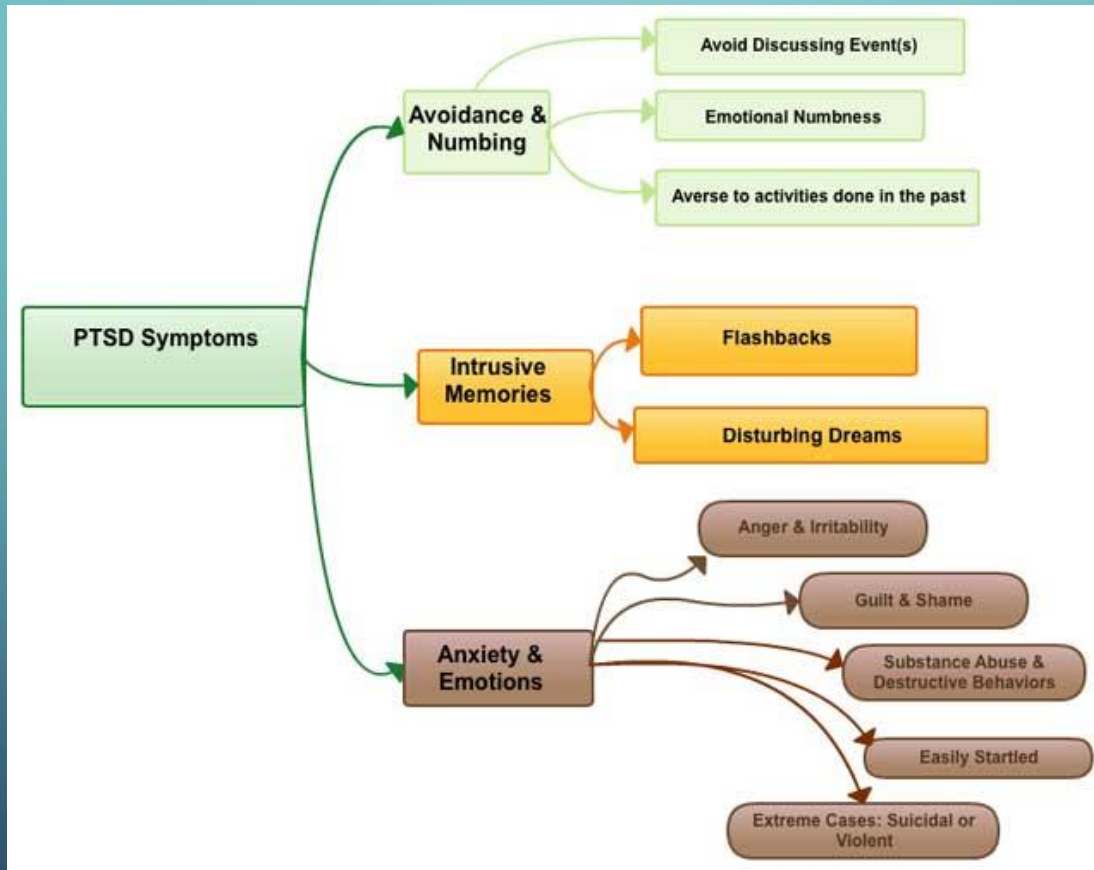 PTSD Symptoms
Avoidance &
Numbing
Avoid Discussing Event(s)
Emotional Numbness
Averse to activities done in the past
Intrusive
Memories
Flashbacks
Disturbing Dreams
Anxiety &
Emotions
Anger & Irritability
Guilt & Shame
Substance Abuse &
Destructive Behaviors
Easily Startled
Extreme Cases: Suicidal or
Violent